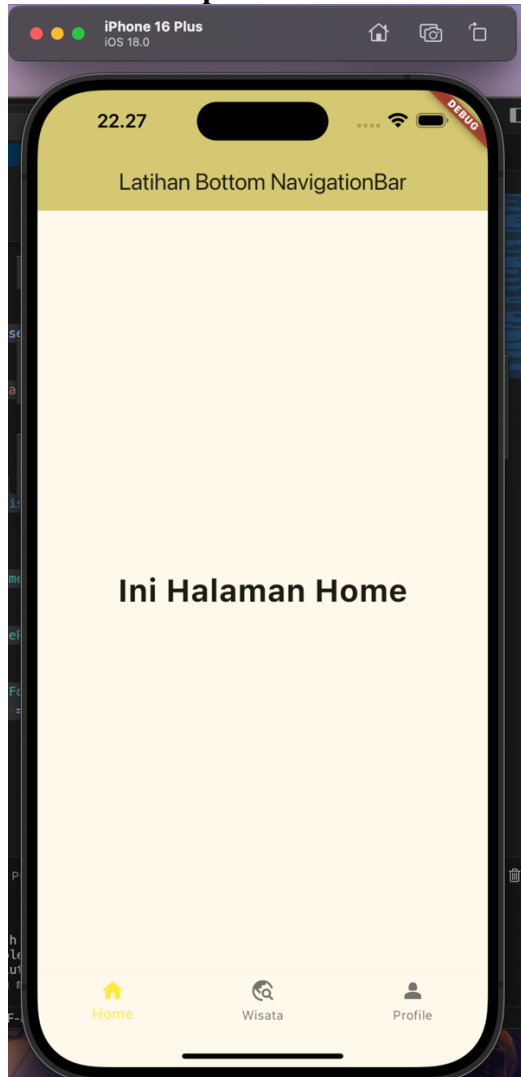 iPhone 16 Plus
iOS 18.0
22.27
DEBUG
Latihan Bottom NavigationBar
Ini Halaman Home
Home
Wisata
Profile